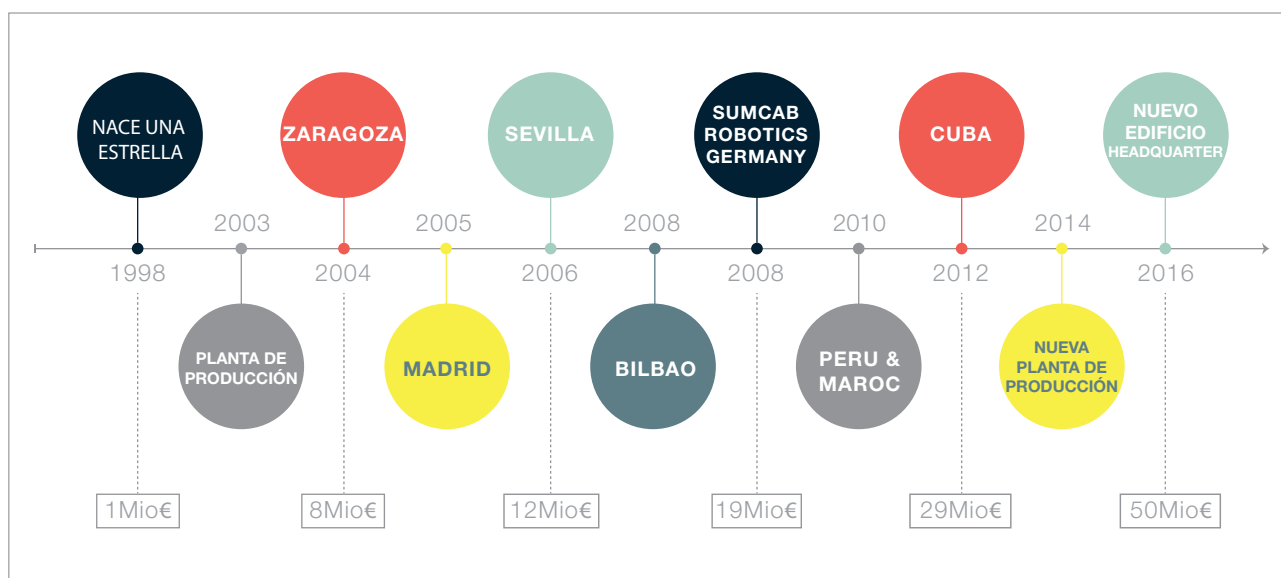 NACE UNA
ESTRELLA
ZARAGOZA
SEVILLA
SUMCAB
ROBOTICS
GERMANY
CUBA
NUEVO
EDIFICIO
HEADQUARTER
2003
2005
2008
2010
2014
1998
2004
2006
2008
2012
2016
PLANTA DE
PRODUCCIÓN
MADRID
BILBAO
PERU &
MAROC
NUEVA
PLANTA DE
PRODUCCIÓN
1Mio€
8Mio€
12Mio€
19Mio€
29Mio€
50Mio€